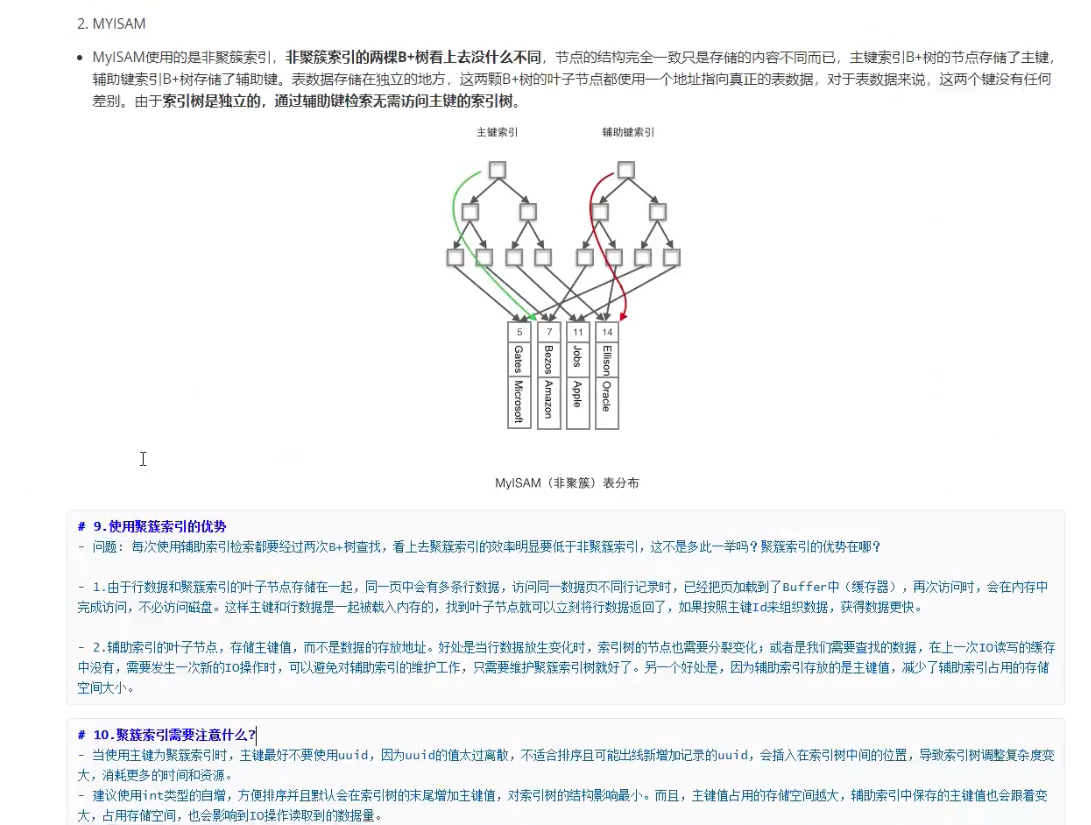 2. MYISAM
MyISAM使用的是非聚簇索引，非聚簇索引的两棵B+树看上去没什么不同，节点的结构完全一致只是存储的内容不同而已，主键索引B+树的节点存储了主键，
辅助键索引B+树存储了辅助键。表数据存储在独立的地方，这两颗B+树的叶子节点都使用一个地址指向真正的表数据，对于表数据来说，这两个键没有任何
差别。由于索引树是独立的，通过辅助键检索无需访问主键的索引树。
主键索引 辅助键索引
5 7 11 14
Gates Bezos Jobs Ellison
Microsoft Amazon Apple Oracle
MyISAM（非聚簇）表分布
# 9.使用聚簇索引的优势
- 问题: 每次使用辅助索引检索都要经过两次B+树查找，看上去聚簇索引的效率明显要低于非聚簇索引，这不是多此一举吗？聚簇索引的优势在哪？
- 1.由于行数据和聚簇索引的叶子节点存储在一起，同一页中会有多条行数据，访问同一数据页不同行记录时，已经把页加载到了Buffer中（缓存器），再次访问时，会在内存中
完成访问，不必访问磁盘。这样主键和行数据是一起被载入内存的，找到叶子节点就可以立刻将行数据返回了，如果按照主键Id来组织数据，获得数据更快。
- 2.辅助索引的叶子节点，存储主键值，而不是数据的存放地址。好处是当行数据放生变化时，索引树的节点也需要分裂变化；或者是我们需要查找的数据，在上一次IO读写的缓存
中没有，需要发生一次新的IO操作时，可以避免对辅助索引的维护工作，只需要维护聚簇索引树就好了。另一个好处是，因为辅助索引存放的是主键值，减少了辅助索引占用的存储
空间大小。
# 10.聚簇索引需要注意什么?
- 当使用主键为聚簇索引时，主键最好不要使用uuid，因为uuid的值太过离散，不适合排序且可能出线新增加记录的uuid，会插入在索引树中间的位置，导致索引树调整复杂度变
大，消耗更多的时间和资源。
- 建议使用int类型的自增，方便排序并且默认会在索引树的末尾增加主键值，对索引树的结构影响最小。而且，主键值占用的存储空间越大，辅助索引中保存的主键值也会跟着变
大，占用存储空间，也会影响到IO操作读取到的数据量。